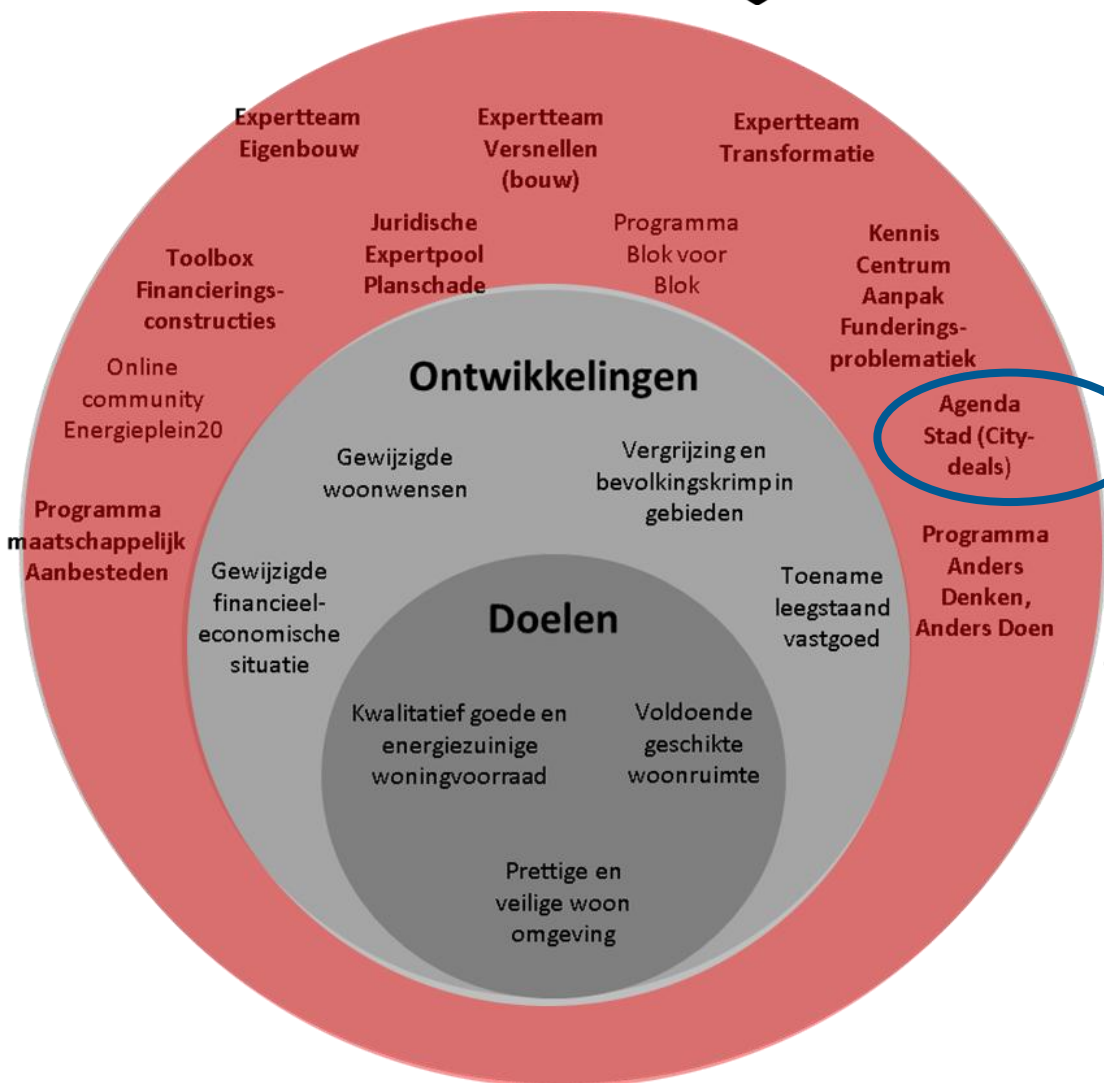 Expertteam
Eigenbouw
Expertteam
Versnellen
(bouw)
Expertteam
Transformatie
Toolbox
Financierings-
constructies
Juridische
Expertpool
Planschade
Programma
Blok voor
Blok
Kennis
Centrum
Aanpak
Funderings-
problematiek
Online
community
Energieplein20
Agenda
Stad (City-
deals)
Programma
maatschappelijk
Aanbesteden
Programma
Anders
Denken,
Anders Doen
Ontwikkelingen
Gewijzigde
woonwensen
Vergrijzing en
bevolkingskrimp in
gebieden
Gewijzigde
financieel-
economische
situatie
Toename
leegstaand
vastgoed
Doelen
Kwalitatief goede en
energiezuinige
woningvoorraad
Voldoende
geschikte
woonruimte
Prettige en
veilige woon
omgeving